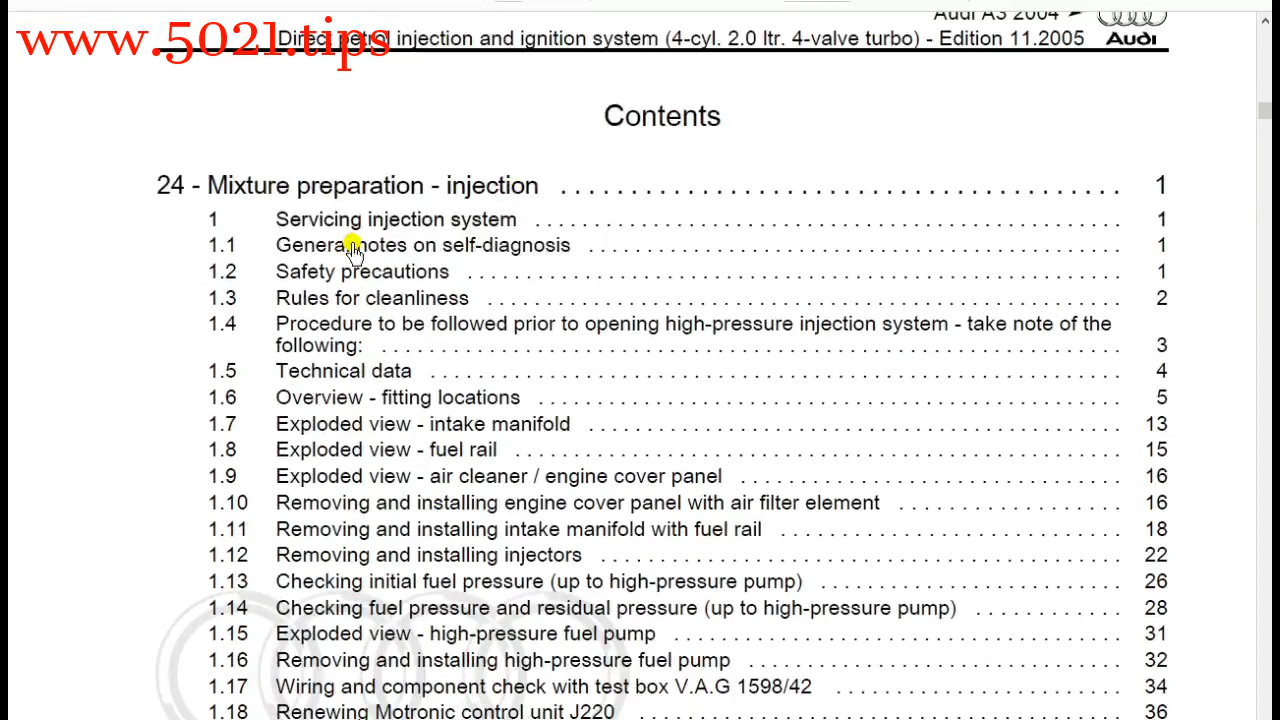 Audi A3 2004 ➤
www.5021.tips
Direct petrol injection and ignition system (4-cyl. 2.0 ltr. 4-valve turbo) - Edition 11.2005
Audi
Contents
24 - Mixture preparation - injection . . . . . . . . . . . . . . . . . . . . . . . . . . . . . . . . . . . . . 1
1 Servicing injection system . . . . . . . . . . . . . . . . . . . . . . . . . . . . . . . . . . . . . . . . . . . . . . . 1
1.1 General notes on self-diagnosis . . . . . . . . . . . . . . . . . . . . . . . . . . . . . . . . . . . . . . . . . . . 1
1.2 Safety precautions . . . . . . . . . . . . . . . . . . . . . . . . . . . . . . . . . . . . . . . . . . . . . . . . . . . . 1
1.3 Rules for cleanliness . . . . . . . . . . . . . . . . . . . . . . . . . . . . . . . . . . . . . . . . . . . . . . . . . . . 2
1.4 Procedure to be followed prior to opening high-pressure injection system - take note of the
following: . . . . . . . . . . . . . . . . . . . . . . . . . . . . . . . . . . . . . . . . . . . . . . . . . . . . . . . . . . . 3
1.5 Technical data . . . . . . . . . . . . . . . . . . . . . . . . . . . . . . . . . . . . . . . . . . . . . . . . . . . . . . . 4
1.6 Overview - fitting locations . . . . . . . . . . . . . . . . . . . . . . . . . . . . . . . . . . . . . . . . . . . . . . 5
1.7 Exploded view - intake manifold . . . . . . . . . . . . . . . . . . . . . . . . . . . . . . . . . . . . . . . . . . . 13
1.8 Exploded view - fuel rail . . . . . . . . . . . . . . . . . . . . . . . . . . . . . . . . . . . . . . . . . . . . . . . . 15
1.9 Exploded view - air cleaner / engine cover panel . . . . . . . . . . . . . . . . . . . . . . . . . . . . . 16
1.10 Removing and installing engine cover panel with air filter element . . . . . . . . . . . . . . . . . . 16
1.11 Removing and installing intake manifold with fuel rail . . . . . . . . . . . . . . . . . . . . . . . . . . . 18
1.12 Removing and installing injectors . . . . . . . . . . . . . . . . . . . . . . . . . . . . . . . . . . . . . . . . . . 22
1.13 Checking initial fuel pressure (up to high-pressure pump) . . . . . . . . . . . . . . . . . . . . . . . . 26
1.14 Checking fuel pressure and residual pressure (up to high-pressure pump) . . . . . . . . . . . . 28
1.15 Exploded view - high-pressure fuel pump . . . . . . . . . . . . . . . . . . . . . . . . . . . . . . . . . . . 31
1.16 Removing and installing high-pressure fuel pump . . . . . . . . . . . . . . . . . . . . . . . . . . . . . 32
1.17 Wiring and component check with test box V.A.G 1598/42 . . . . . . . . . . . . . . . . . . . . . . . 34
1.18 Renewing Motronic control unit J220 . . . . . . . . . . . . . . . . . . . . . . . . . . . . . . . . . . . . . . . 36